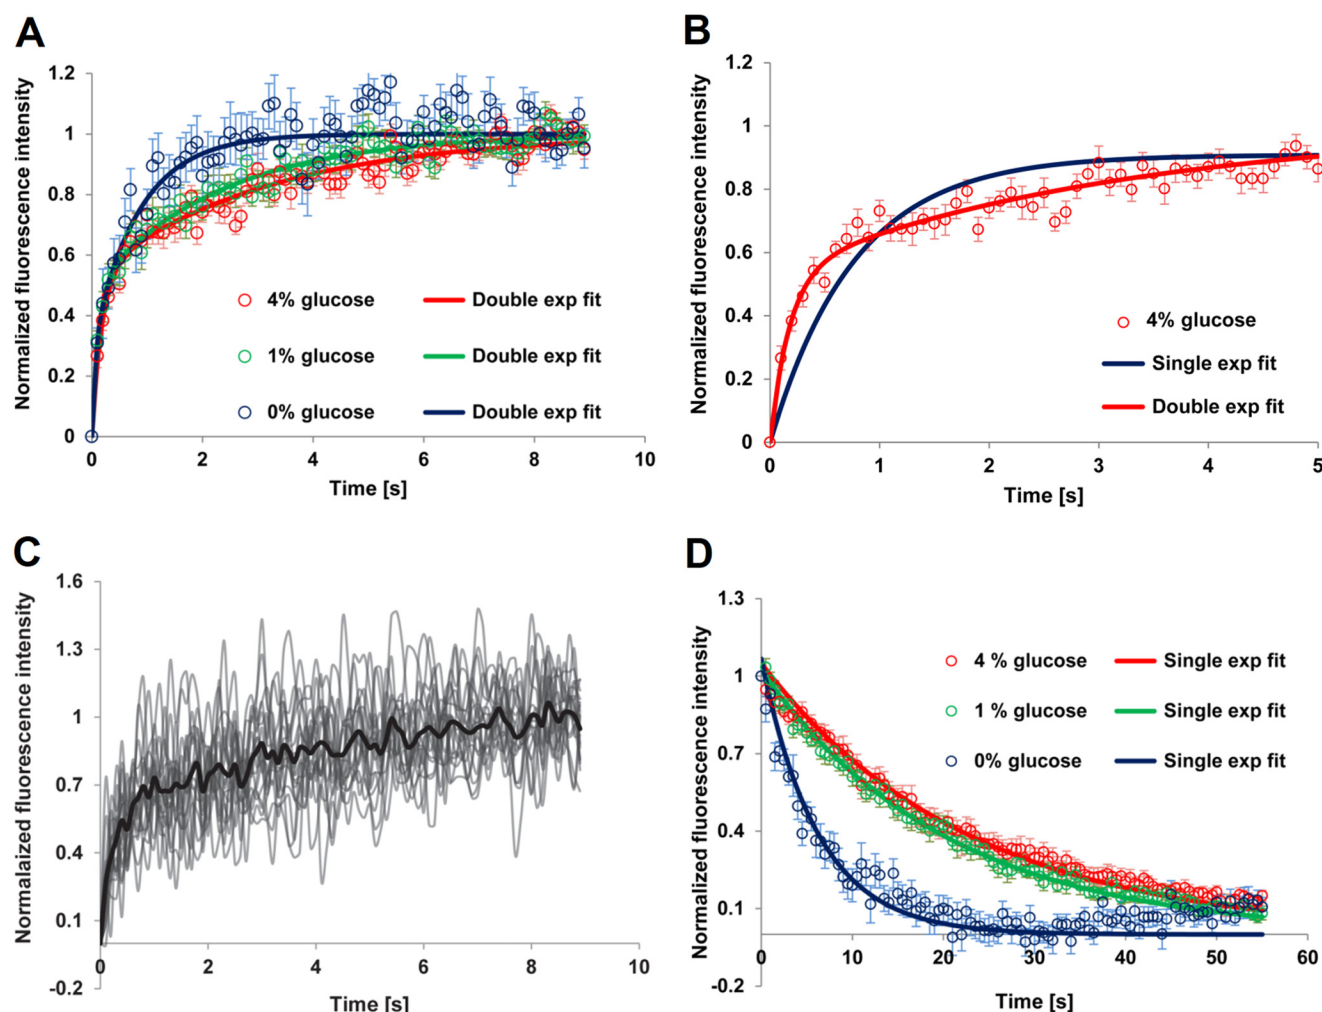 A
Normalized fluorescence intensity
1.2
1
0.8
0.6
0.4
0.2
0
0 2 4 6 8 10
Time [s]
4% glucose Double exp fit
1% glucose Double exp fit
0% glucose Double exp fit
B
Normalized fluorescence intensity
1.2
1
0.8
0.6
0.4
0.2
0
0 1 2 3 4 5
Time [s]
4% glucose
Single exp fit
Double exp fit
C
Normalaized fluorescence intensity
1.6
1.3
1
0.7
0.4
0.1
-0.2
0 2 4 6 8 10
Time [s]
D
Normalized fluorescence intensity
1.3
1
0.7
0.4
0.1
-0.2
0 10 20 30 40 50 60
Time [s]
4 % glucose Single exp fit
1 % glucose Single exp fit
0% glucose Single exp fit